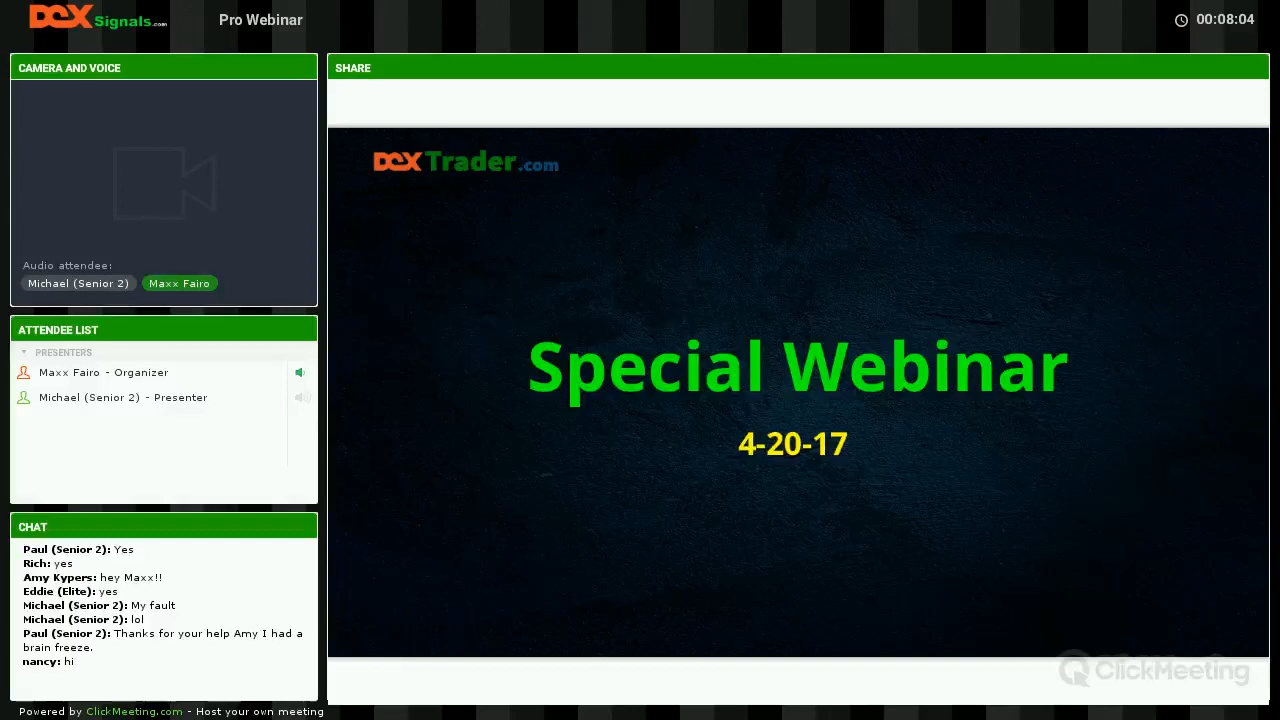 DEX Signals.com
Pro Webinar
00:08:04
CAMERA AND VOICE
Audio attendee:
Michael (Senior 2) Maxx Fairo
ATTENDEE LIST
PRESENTERS
Maxx Fairo - Organizer
Michael (Senior 2) - Presenter
CHAT
Paul (Senior 2): Yes
Rich: yes
Amy Kypers: hey Maxx!!
Eddie (Elite): yes
Michael (Senior 2): My fault
Michael (Senior 2): lol
Paul (Senior 2): Thanks for your help Amy I had a
brain freeze.
nancy: hi
Powered by ClickMeeting.com - Host your own meeting
SHARE
DEX Trader.com
Special Webinar
4-20-17
ClickMeeting